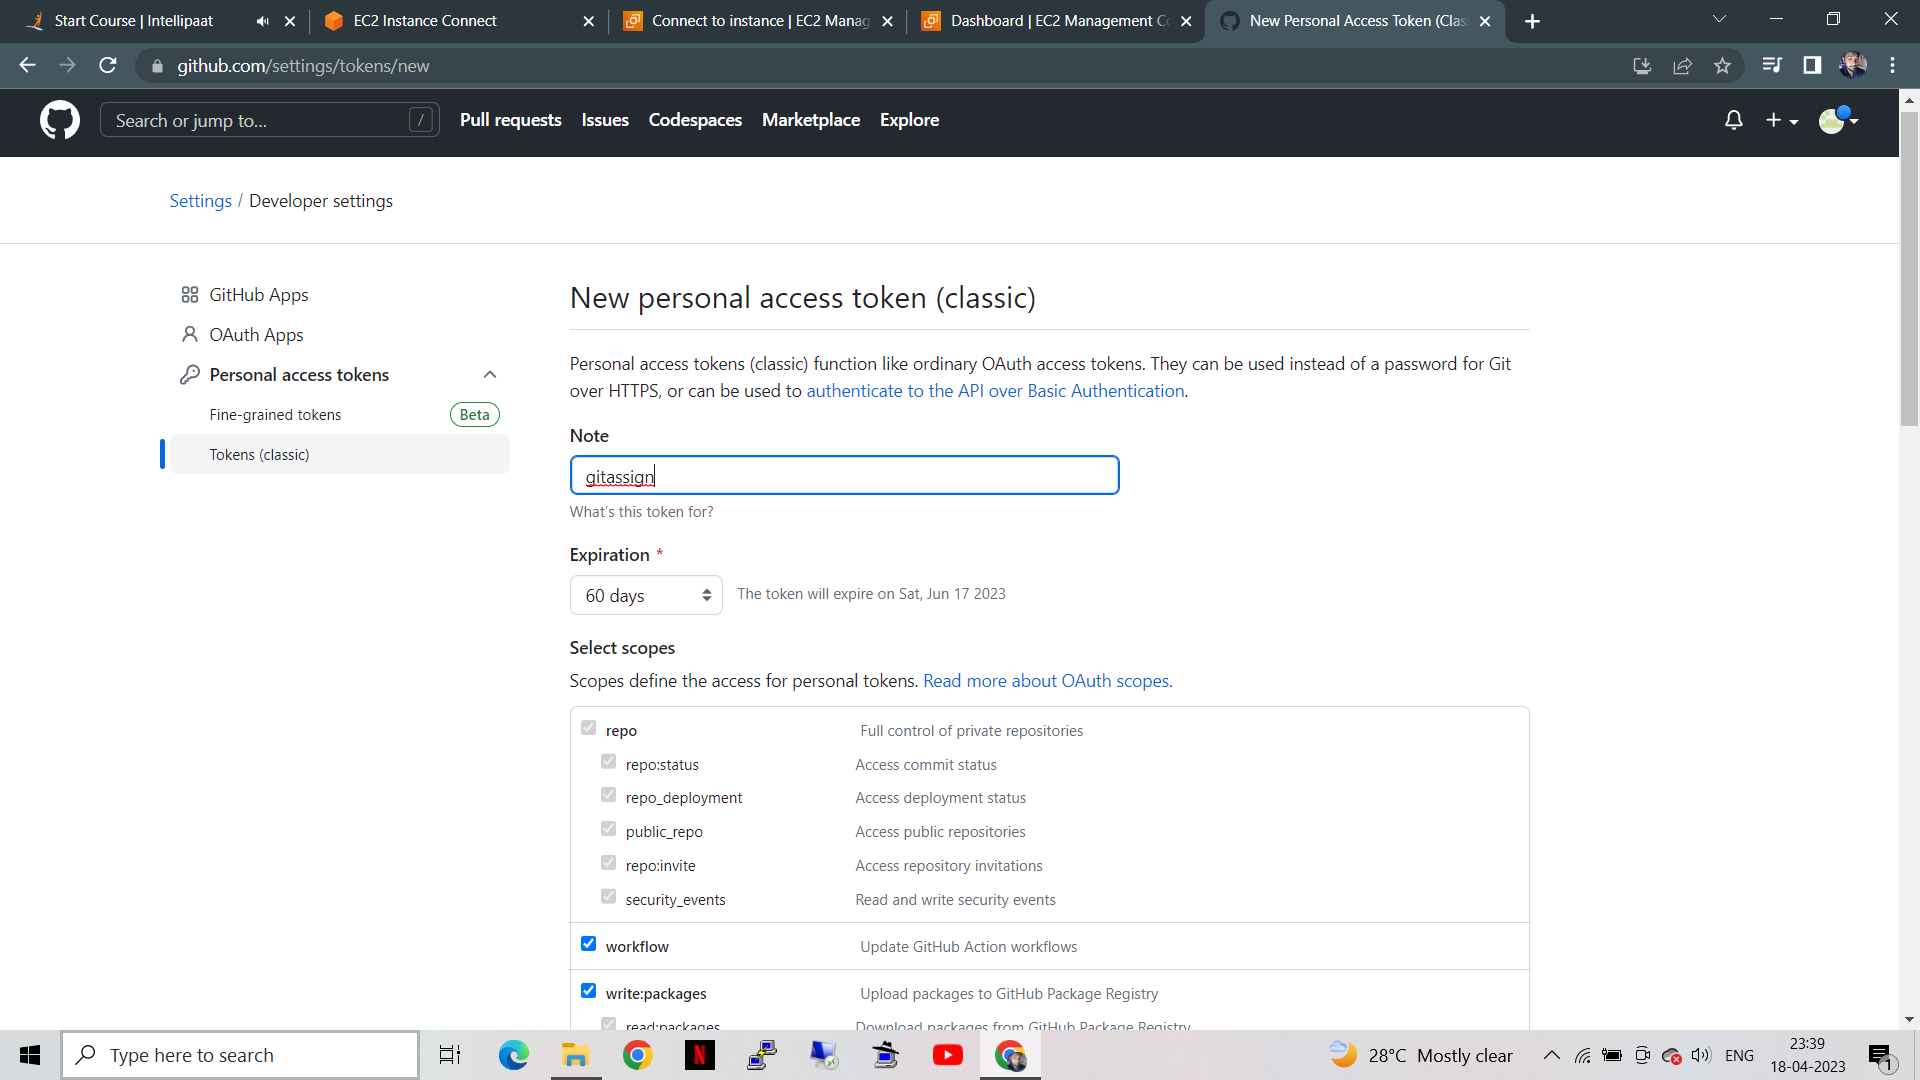 Start Course | Intellipaat
EC2 Instance Connect
Connect to instance | EC2 Manag
Dashboard | EC2 Management Co
New Personal Access Token (Clas
github.com/settings/tokens/new
Search or jump to... /
Pull requests Issues Codespaces Marketplace Explore
Settings / Developer settings
GitHub Apps
OAuth Apps
Personal access tokens
Fine-grained tokens Beta
Tokens (classic)
New personal access token (classic)
Personal access tokens (classic) function like ordinary OAuth access tokens. They can be used instead of a password for Git
over HTTPS, or can be used to authenticate to the API over Basic Authentication.
Note
gitassign
What's this token for?
Expiration *
60 days The token will expire on Sat, Jun 17 2023
Select scopes
Scopes define the access for personal tokens. Read more about OAuth scopes.
repo Full control of private repositories
repo:status Access commit status
repo_deployment Access deployment status
public_repo Access public repositories
repo:invite Access repository invitations
security_events Read and write security events
workflow Update GitHub Action workflows
write:packages Upload packages to GitHub Package Registry
read:packages Download packages from GitHub Package Registry
Type here to search
N
28°C Mostly clear
ENG
23:39
18-04-2023
1